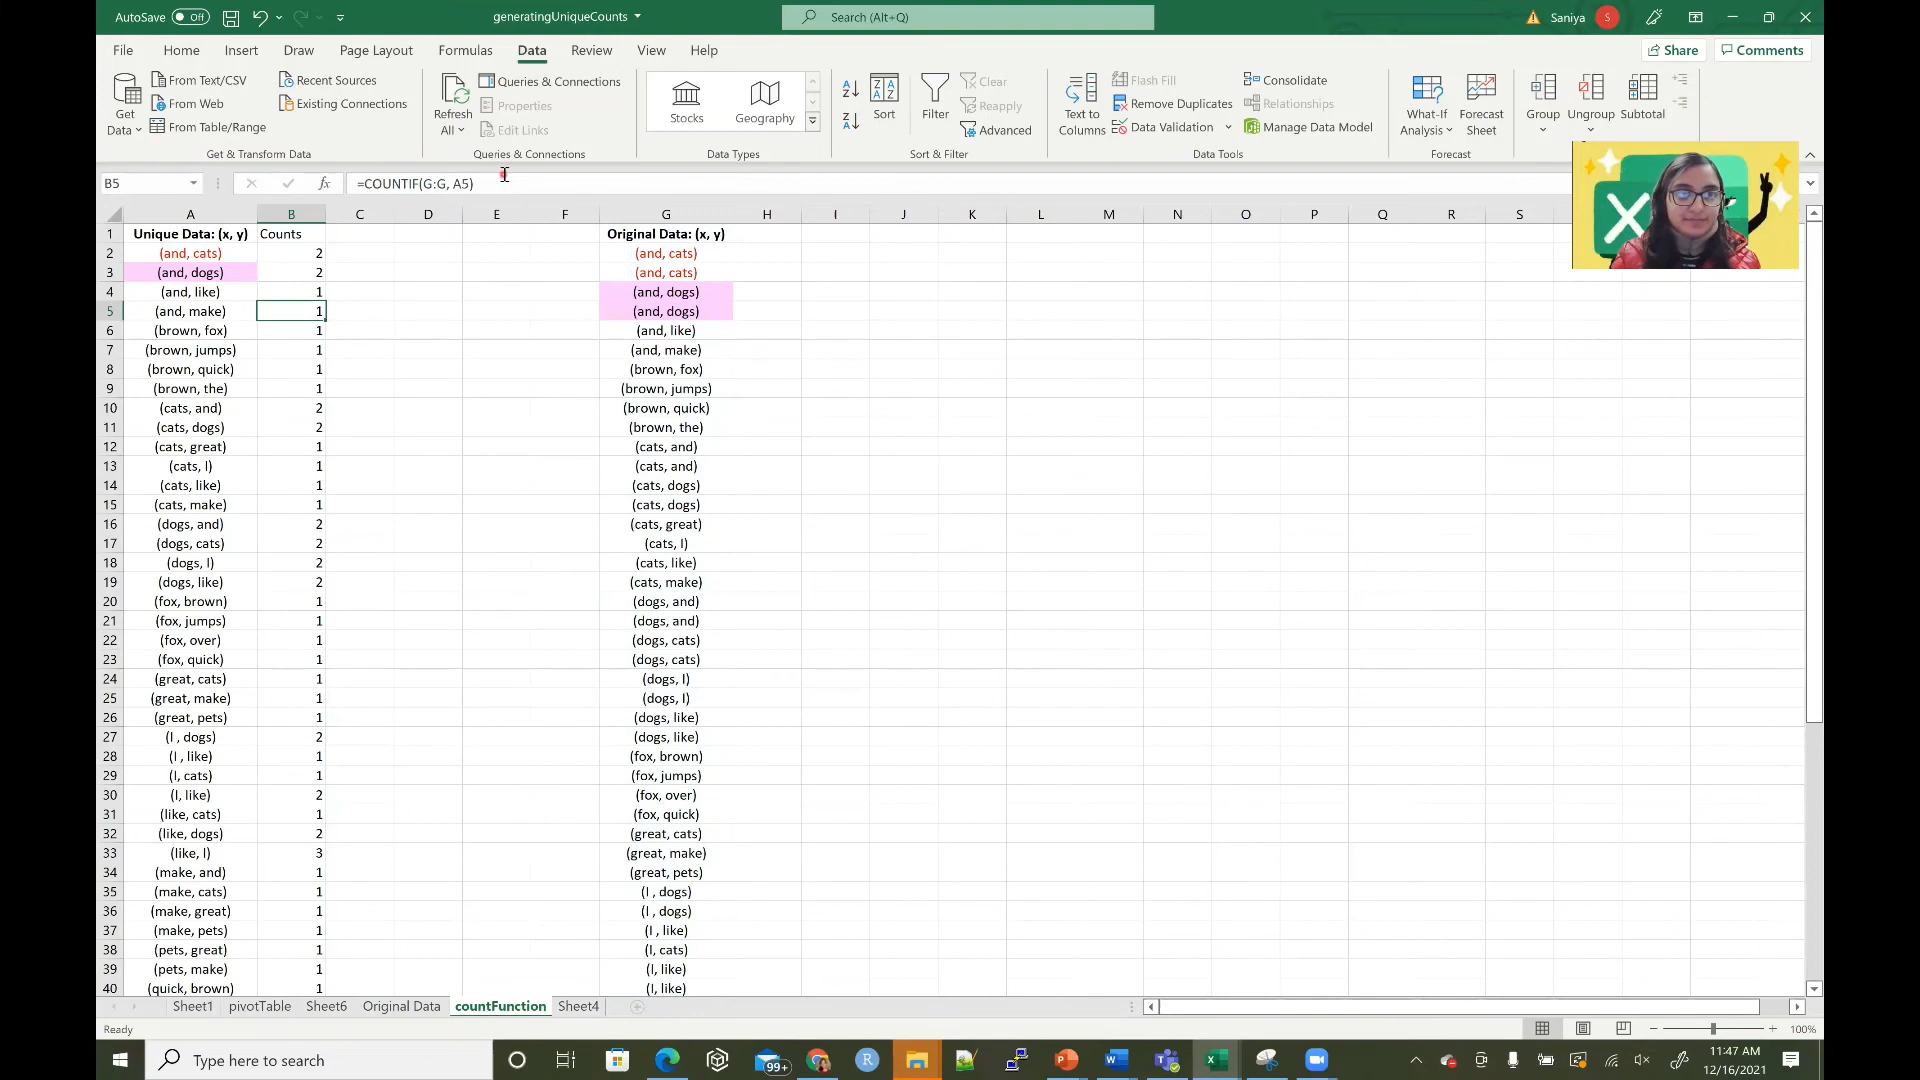 AutoSave Off generatingUniqueCounts Search (Alt+Q) Saniya S
File Home Insert Draw Page Layout Formulas Data Review View Help Share Comments
Get Data From Text/CSV From Web From Table/Range Recent Sources Existing Connections
Refresh All Queries & Connections Properties Edit Links
Stocks Geography
Sort Filter Clear Reapply Advanced
Text to Columns Flash Fill Remove Duplicates Data Validation Consolidate Relationships Manage Data Model
What-If Analysis Forecast Sheet Group Ungroup Subtotal
Get & Transform Data Queries & Connections Data Types Sort & Filter Data Tools Forecast
B5 fx =COUNTIF(G:G, A5)
A B C D E F G H I J K L M N O P Q R S
1 Unique Data: (x, y) Counts Original Data: (x, y)
2 (and, cats) 2 (and, cats)
3 (and, dogs) 2 (and, cats)
4 (and, like) 1 (and, dogs)
5 (and, make) 1 (and, dogs)
6 (brown, fox) 1 (and, like)
7 (brown, jumps) 1 (and, make)
8 (brown, quick) 1 (brown, fox)
9 (brown, the) 1 (brown, jumps)
10 (cats, and) 2 (brown, quick)
11 (cats, dogs) 2 (brown, the)
12 (cats, great) 1 (cats, and)
13 (cats, I) 1 (cats, and)
14 (cats, like) 1 (cats, dogs)
15 (cats, make) 1 (cats, dogs)
16 (dogs, and) 2 (cats, great)
17 (dogs, cats) 2 (cats, I)
18 (dogs, I) 2 (cats, like)
19 (dogs, like) 2 (cats, make)
20 (fox, brown) 1 (dogs, and)
21 (fox, jumps) 1 (dogs, and)
22 (fox, over) 1 (dogs, cats)
23 (fox, quick) 1 (dogs, cats)
24 (great, cats) 1 (dogs, I)
25 (great, make) 1 (dogs, I)
26 (great, pets) 1 (dogs, like)
27 (I , dogs) 2 (dogs, like)
28 (I , like) 1 (fox, brown)
29 (I, cats) 1 (fox, jumps)
30 (I, like) 2 (fox, over)
31 (like, cats) 1 (fox, quick)
32 (like, dogs) 2 (great, cats)
33 (like, I) 3 (great, make)
34 (make, and) 1 (great, pets)
35 (make, cats) 1 (I , dogs)
36 (make, great) 1 (I , dogs)
37 (make, pets) 1 (I , like)
38 (pets, great) 1 (I, cats)
39 (pets, make) 1 (I, like)
40 (quick, brown) 1 (I, like)
Sheet1 pivotTable Sheet6 Original Data countFunction Sheet4
Ready 100%
Type here to search 99+ 11:47 AM
12/16/2021